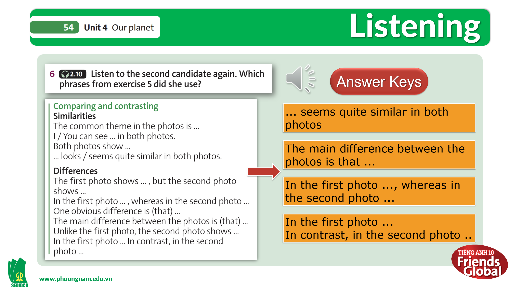 54 Unit 4 Our planet
Listening
6 2.10 Listen to the second candidate again. Which
phrases from exercise 5 did she use?
Answer Keys
Comparing and contrasting
Similarities
The common theme in the photos is ...
I / You can see ... in both photos.
Both photos show ...
... looks / seems quite similar in both photos.
Differences
The first photo shows ... , but the second photo
shows ...
In the first photo ... , whereas in the second photo ...
One obvious difference is (that) ...
The main difference between the photos is (that) ...
Unlike the first photo, the second photo shows ...
In the first photo ... In contrast, in the second
photo ...
... seems quite similar in both
photos
The main difference between the
photos is that ...
In the first photo ..., whereas in
the second photo ...
In the first photo ...
In contrast, in the second photo ..
TIẾNG ANH 10
Friends
Global
www.phuongnam.edu.vn